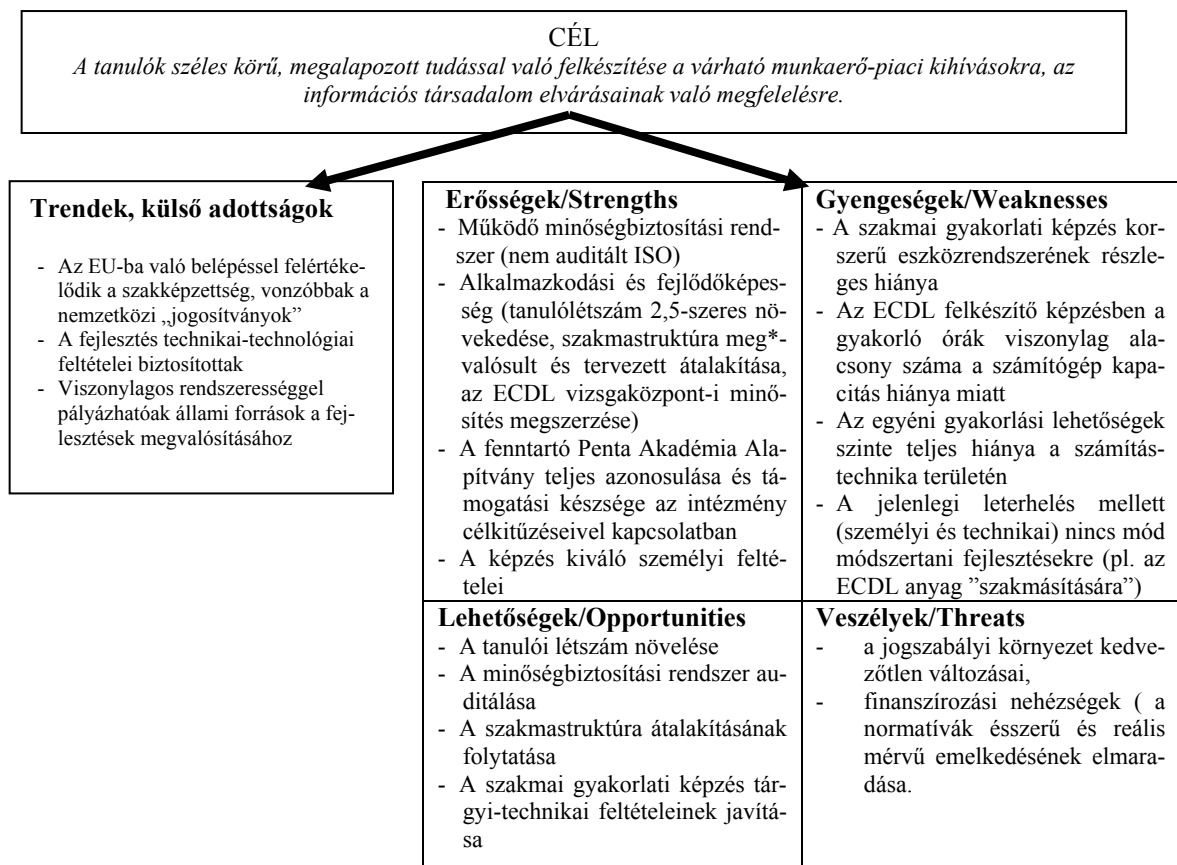 CÉL
A tanulók széles körű, megalapozott tudással való felkészítése a várható munkaerő-piaci kihívásokra, az
információs társadalom elvárásainak való megfelelésre.
Trendek, külső adottságok
- Az EU-ba való belépéssel felértéke-
lődik a szakképzettség, vonzóbbak a
nemzetközi „jogosítványok”
- A fejlesztés technikai-technológiai
feltételei biztosítottak
- Viszonylagos rendszerességgel
pályázhatóak állami források a fej-
lesztések megvalósításához
Erősségek/Strengths
- Működő minőségbiztosítási rend-
szer (nem auditált ISO)
- Alkalmazkodási és fejlődőképes-
ség (tanulólétszám 2,5-szeres nö-
vekedése, szakmastruktúra meg*-
valósult és tervezett átalakítása,
az ECDL vizsgaközpont-i minő-
sítés megszerzése)
- A fenntartó Penta Akadémia Ala-
pítvány teljes azonosulása és tá-
mogatási készsége az intézmény
célkitűzéseivel kapcsolatban
- A képzés kiváló személyi felté-
telei
Gyengeségek/Weaknesses
- A szakmai gyakorlati képzés kor-
szerű eszközrendszerének részle-
ges hiánya
- Az ECDL felkészítő képzésben a
gyakorló órák viszonylag ala-
csony száma a számítógép kapa-
citás hiánya miatt
- Az egyéni gyakorlási lehetőségek
szinte teljes hiánya a számítás-
technika területén
- A jelenlegi leterhelés mellett
(személyi és technikai) nincs mód
módszertani fejlesztésekre (pl. az
ECDL anyag ”szakmásítására”)
Lehetőségek/Opportunities
- A tanulói létszám növelése
- A minőségbiztosítási rendszer au-
ditálása
- A szakmastruktúra átalakításának
folytatása
- A szakmai gyakorlati képzés tár-
gyi-technikai feltételeinek javítá-
sa
Veszélyek/Threats
- a jogszabályi környezet kedve-
zőtlen változásai,
- finanszírozási nehézségek ( a
normatívák ésszerű és reális
mérvű emelkedésének elmara-
dása.